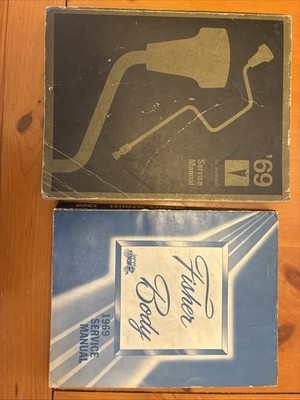 '69
Service
Manual
Fisher
Body
1969
SERVICE
MANUAL